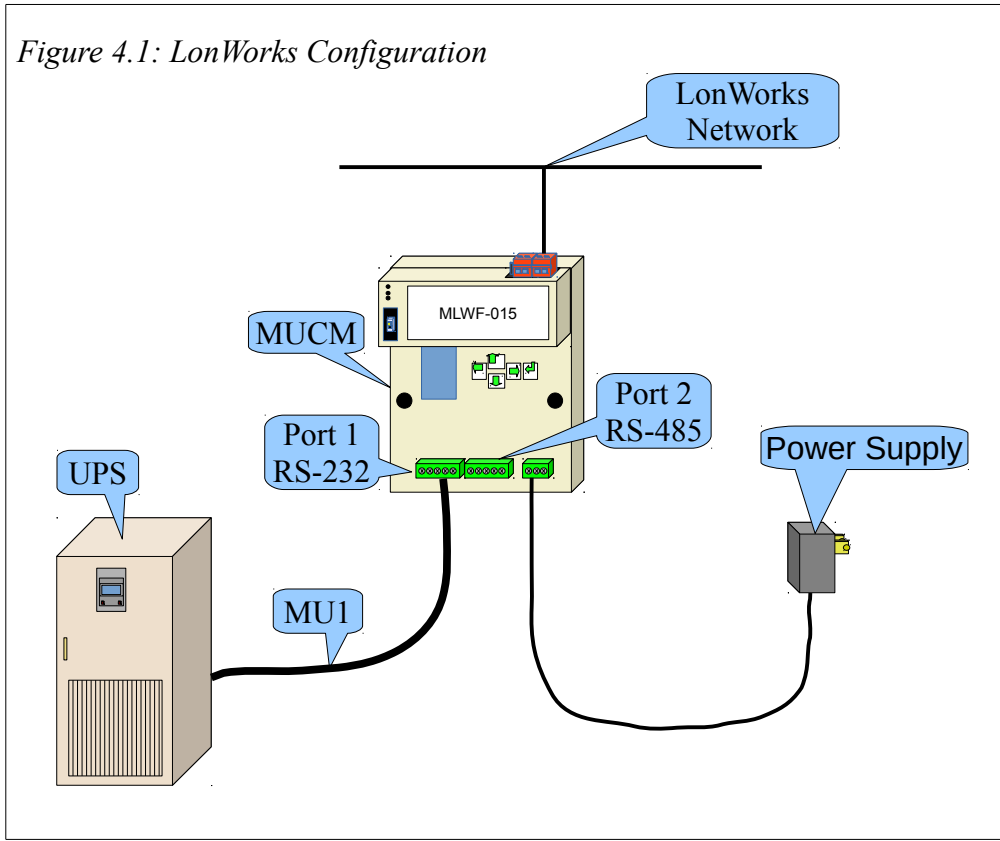 Figure 4.1: LonWorks Configuration
LonWorks
Network
MLWF-015
MUCM
Port 2
RS-485
Port 1
RS-232
Power Supply
UPS
MU1